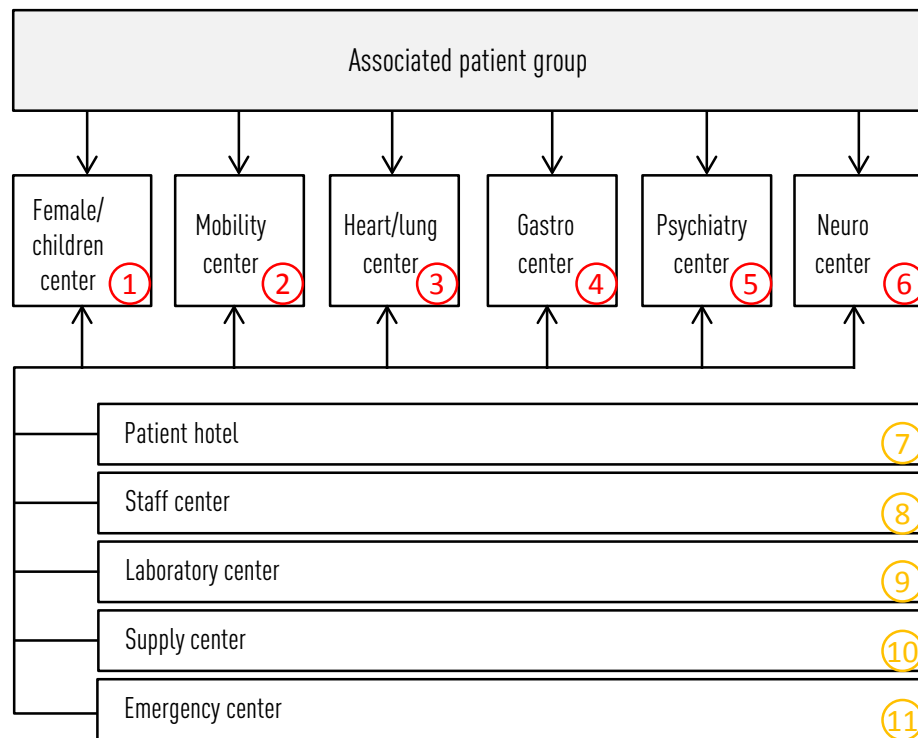 Associated patient group
Female/
children
center
1
Mobility
center
2
Heart/lung
center
3
Gastro
center
4
Psychiatry
center
5
Neuro
center
6
Patient hotel
7
Staff center
8
Laboratory center
9
Supply center
10
Emergency center
11